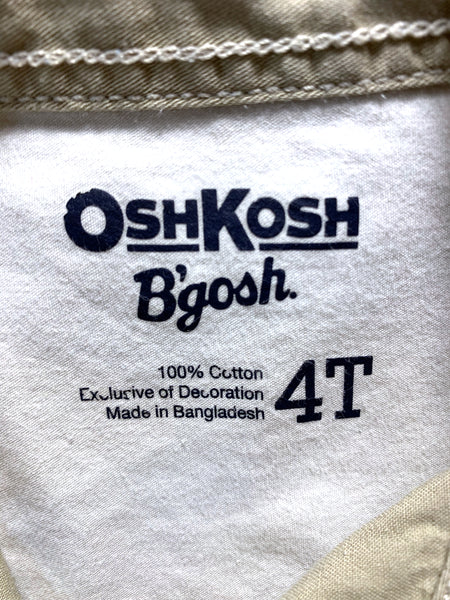 OSHKOSH
B'gosh.
100% Cotton
Exclusive of Decoration
Made in Bangladesh
4T